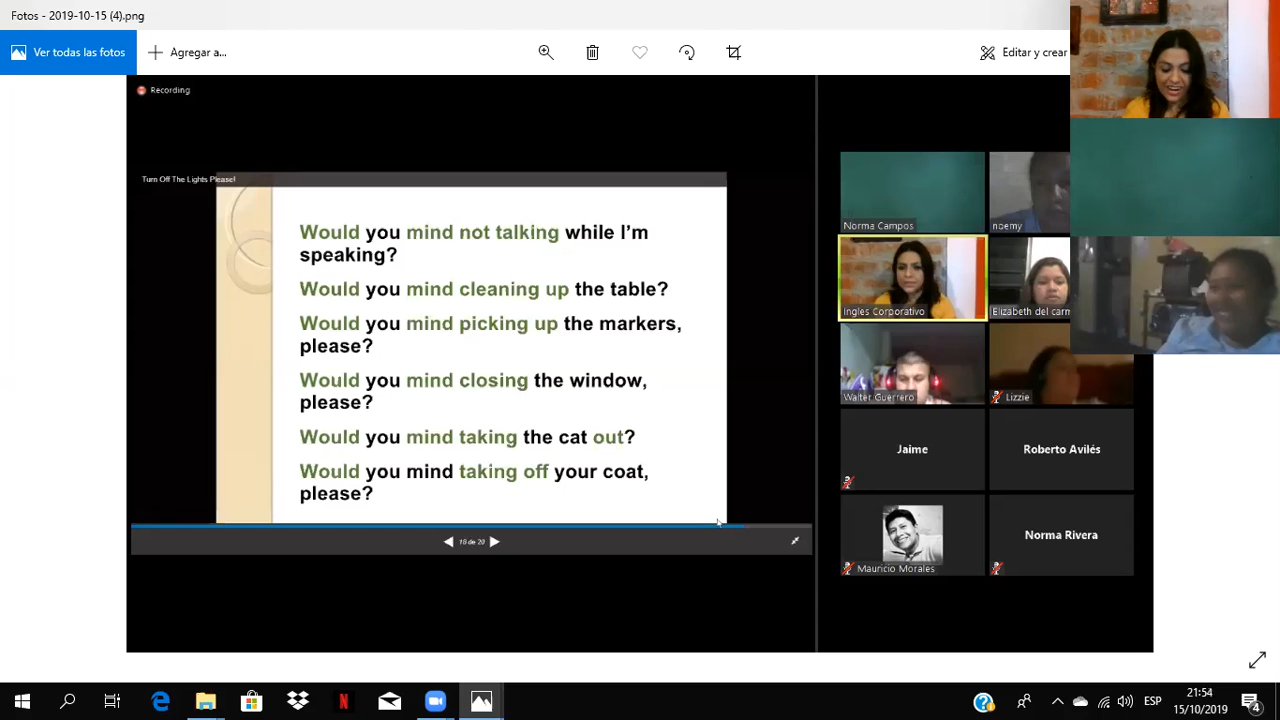 Fotos - 2019-10-15 (4).png
Ver todas las fotos
Agregar a...
Editar y crear
Recording
Turn Off The Lights Please!
Would you mind not talking while I'm
speaking?
Would you mind cleaning up the table?
Would you mind picking up the markers,
please?
Would you mind closing the window,
please?
Would you mind taking the cat out?
Would you mind taking off your coat,
please?
18 de 20
Norma Campos
noemy
Ingles Corporativo
Elizabeth del carm
Walter Guerrero
Lizzie
Jaime
Roberto Avilés
Mauricio Morales
Norma Rivera
ESP
21:54
15/10/2019
4